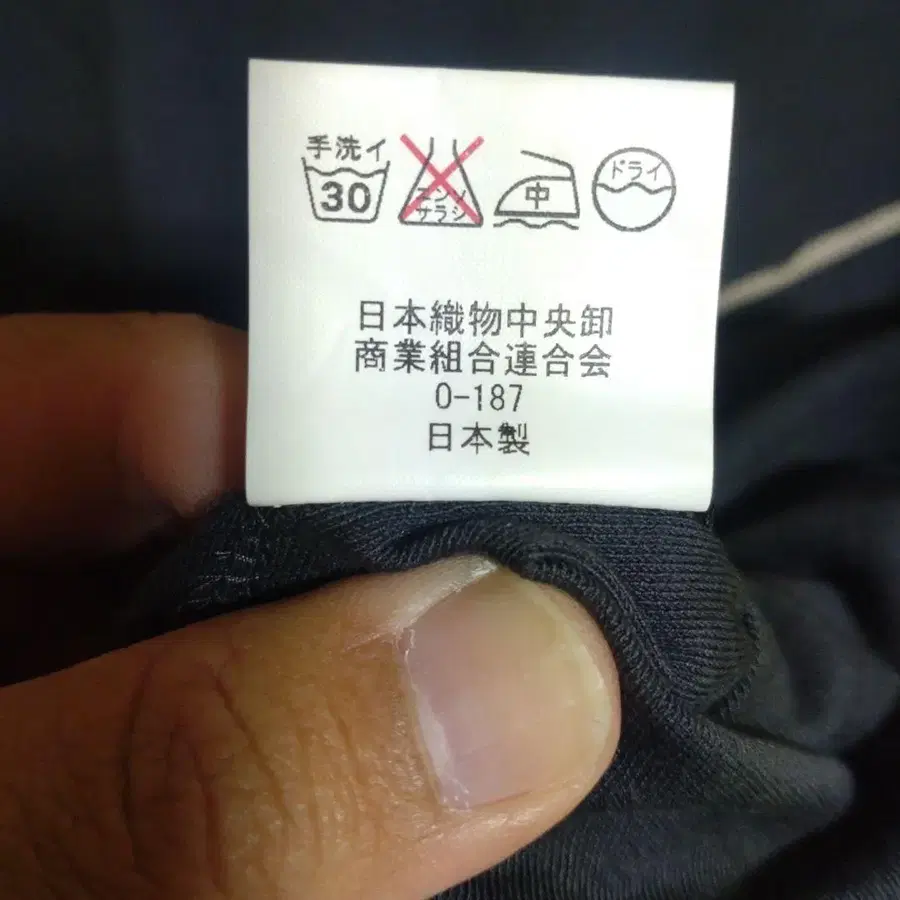 手洗イ
30
エンソ
サラシ
中
ドライ
日本織物中央卸
商業組合連合会
0-187
日本製